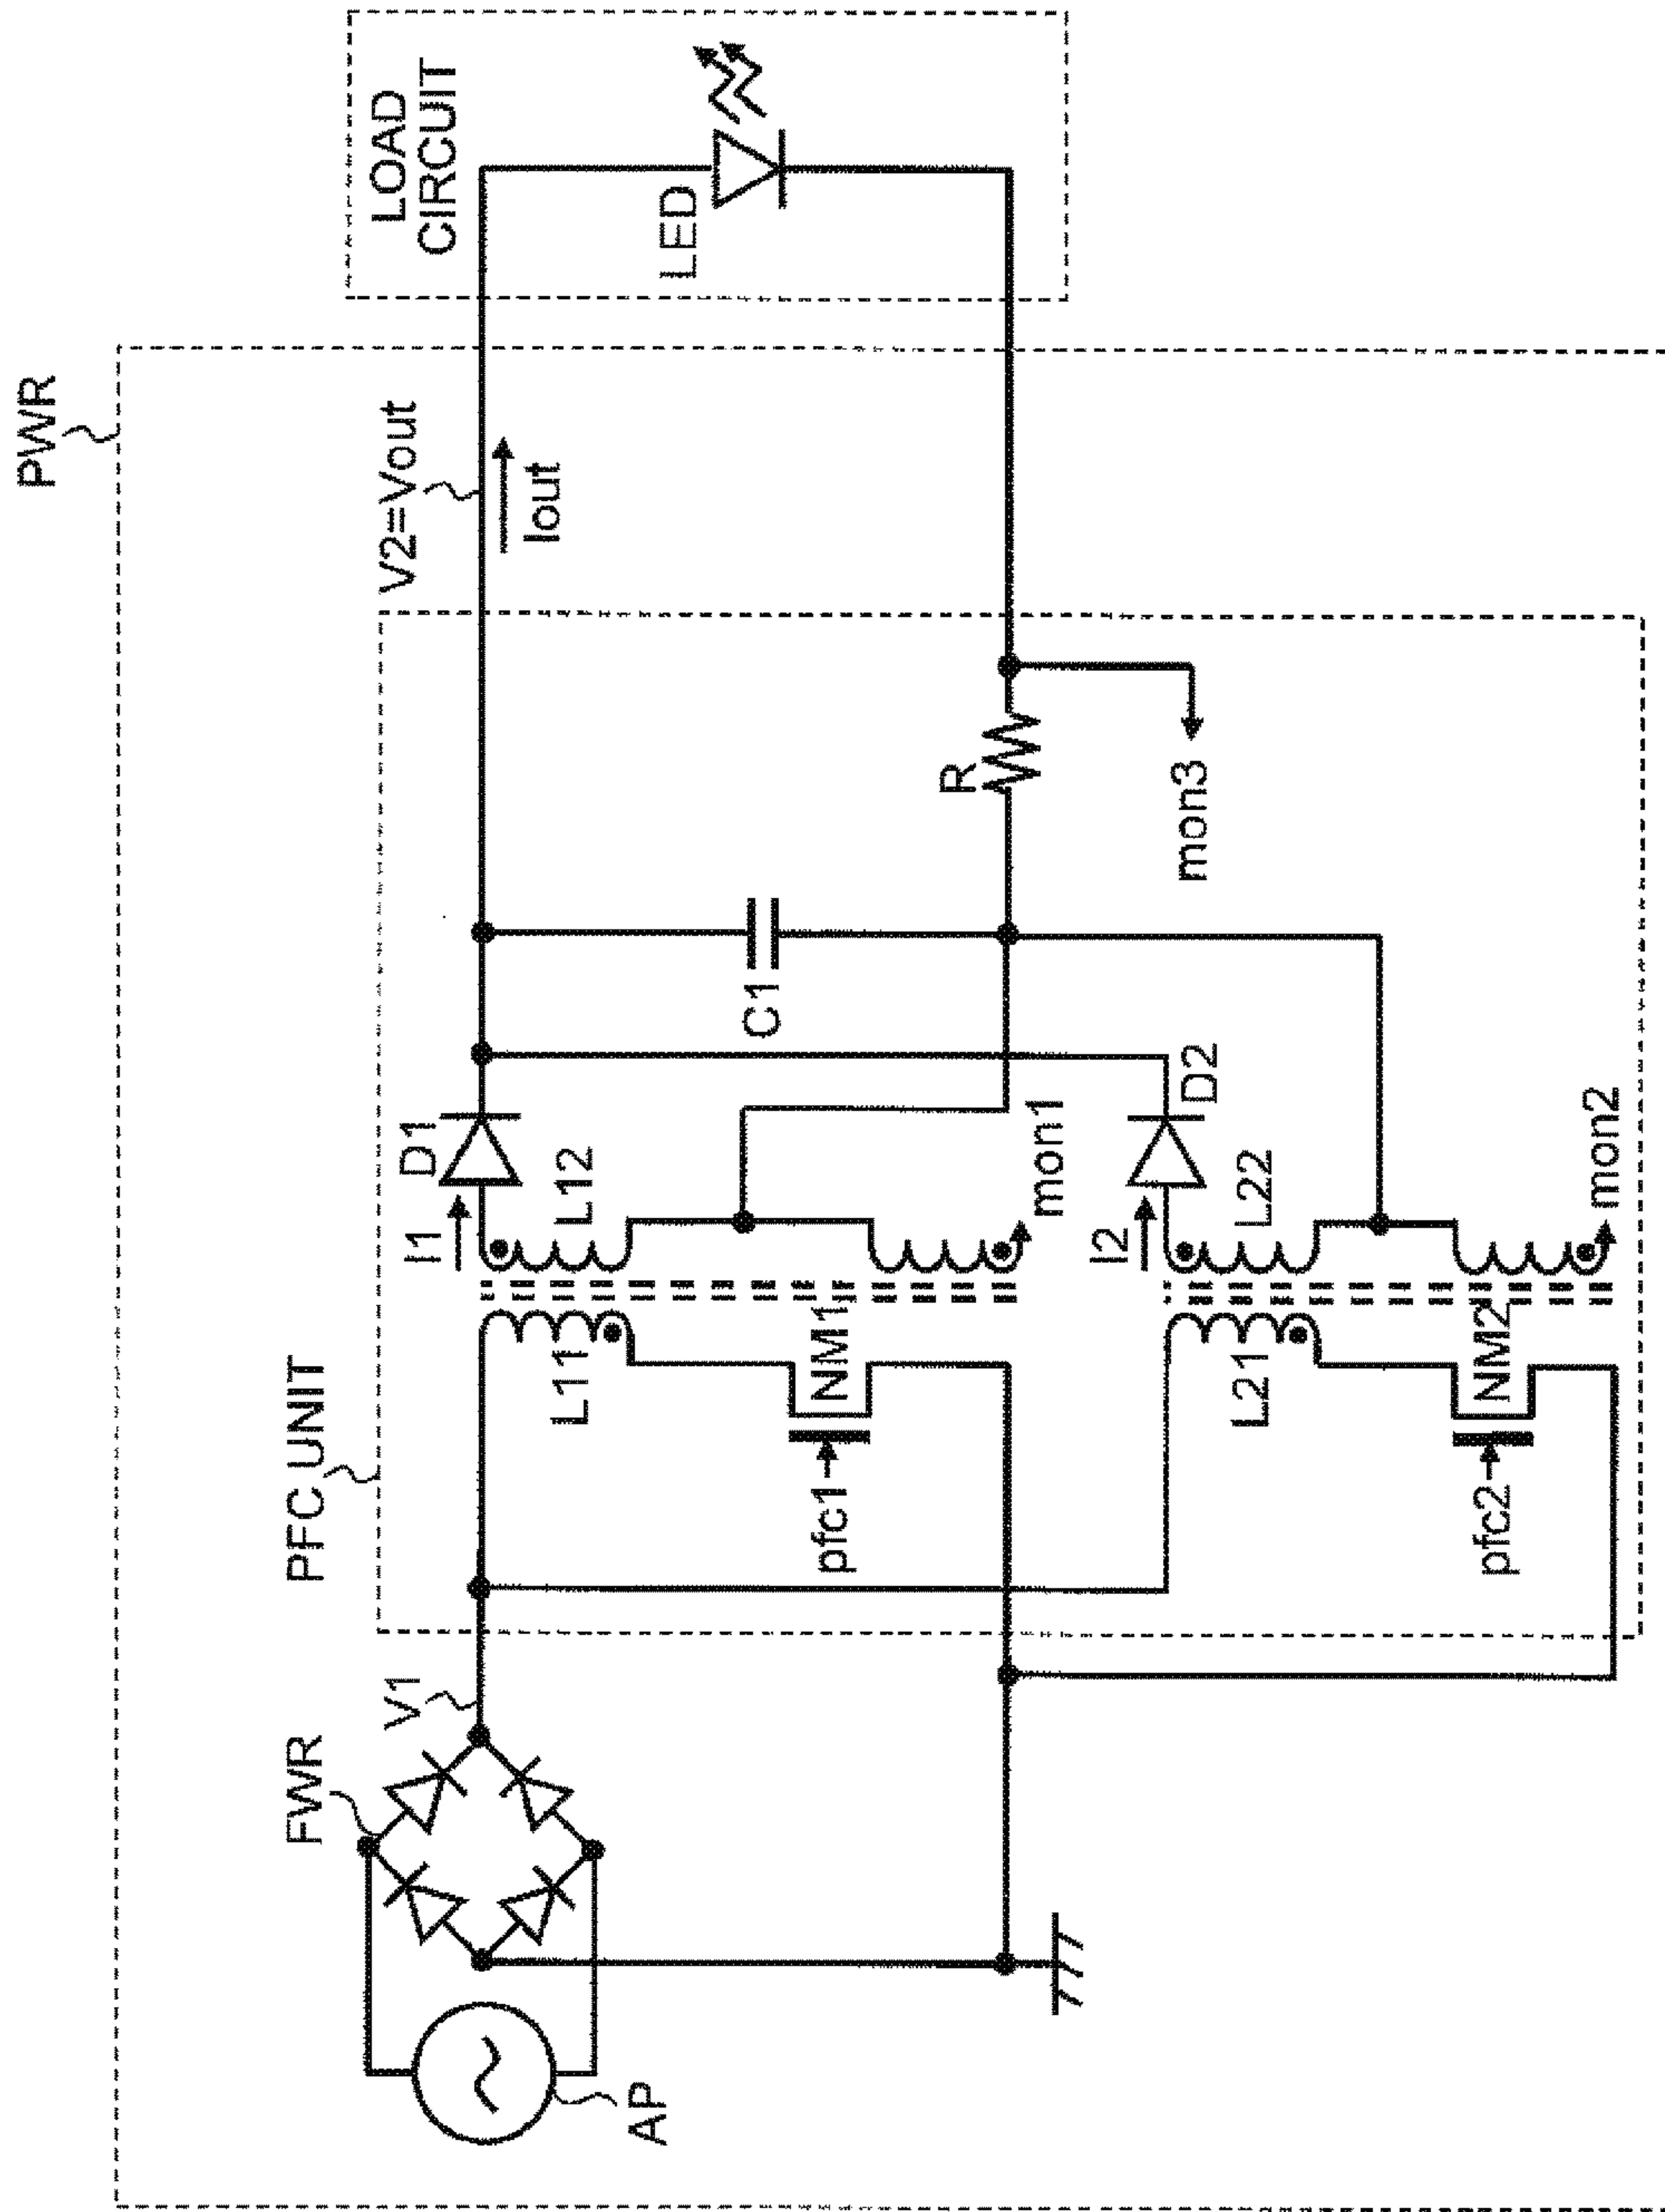 PWR
LOAD
CIRCUIT
LED
V2=Vout
Iout
PFC UNIT
FWR
V1
AP
I1
D1
L11
L12
C1
R
NM1
pfc1
mon1
mon3
I2
D2
L21
L22
NM2
pfc2
mon2